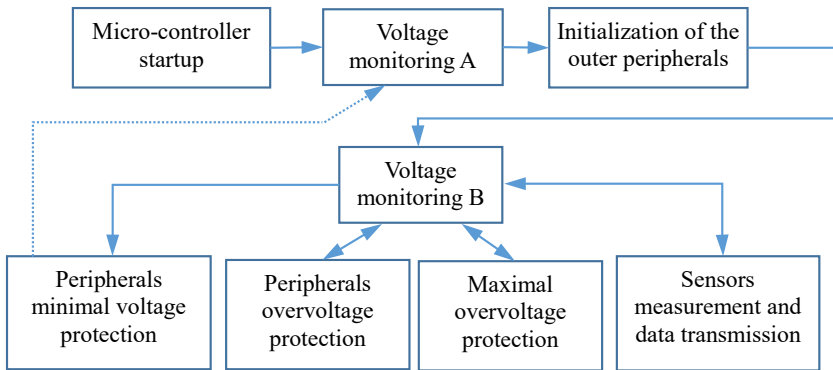 Micro-controller
startup
Voltage
monitoring A
Initialization of the
outer peripherals
Voltage
monitoring B
Peripherals
minimal voltage
protection
Peripherals
overvoltage
protection
Maximal
overvoltage
protection
Sensors
measurement and
data transmission